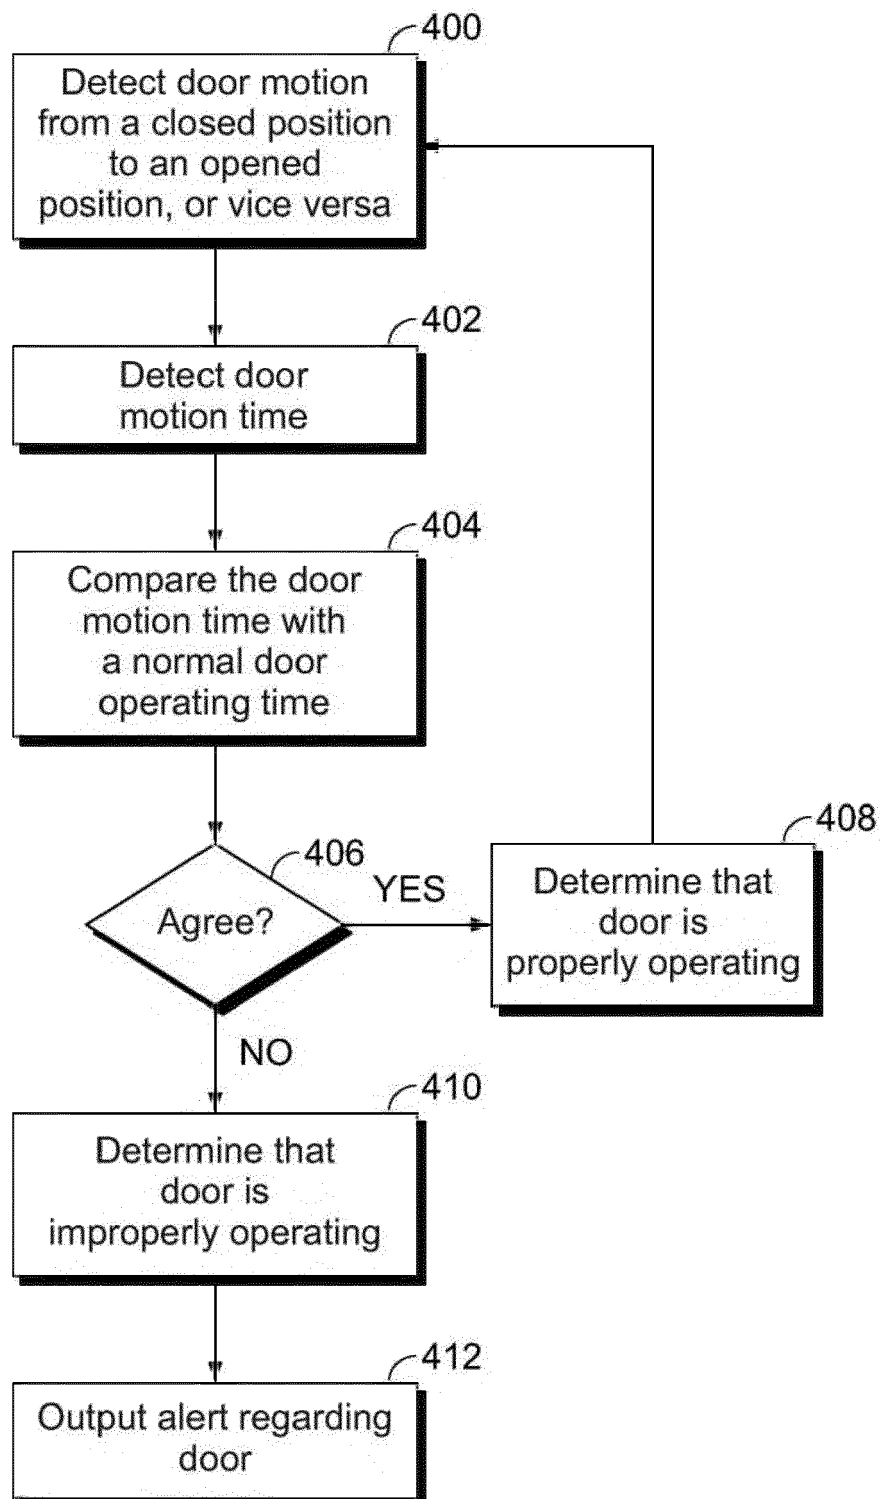 400
Detect door motion
from a closed position
to an opened
position, or vice versa
402
Detect door
motion time
404
Compare the door
motion time with
a normal door
operating time
406
Agree?
YES
408
Determine that
door is
properly operating
NO
410
Determine that
door is
improperly operating
412
Output alert regarding
door